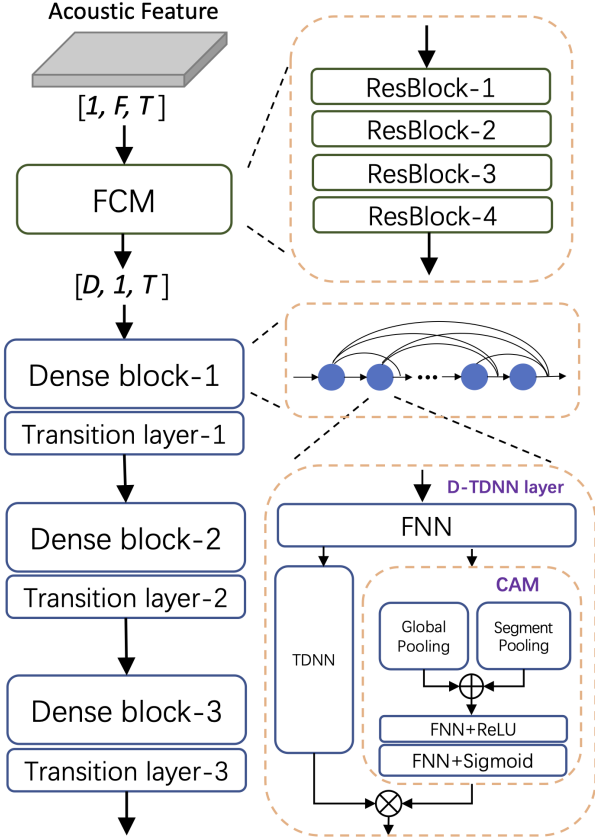 Acoustic Feature
[1, F, T]
FCM
[D, 1, T]
Dense block-1
Transition layer-1
Dense block-2
Transition layer-2
Dense block-3
Transition layer-3
ResBlock-1
ResBlock-2
ResBlock-3
ResBlock-4
D-TDNN layer
FNN
TDNN
CAM
Global
Pooling
Segment
Pooling
FNN+ReLU
FNN+Sigmoid